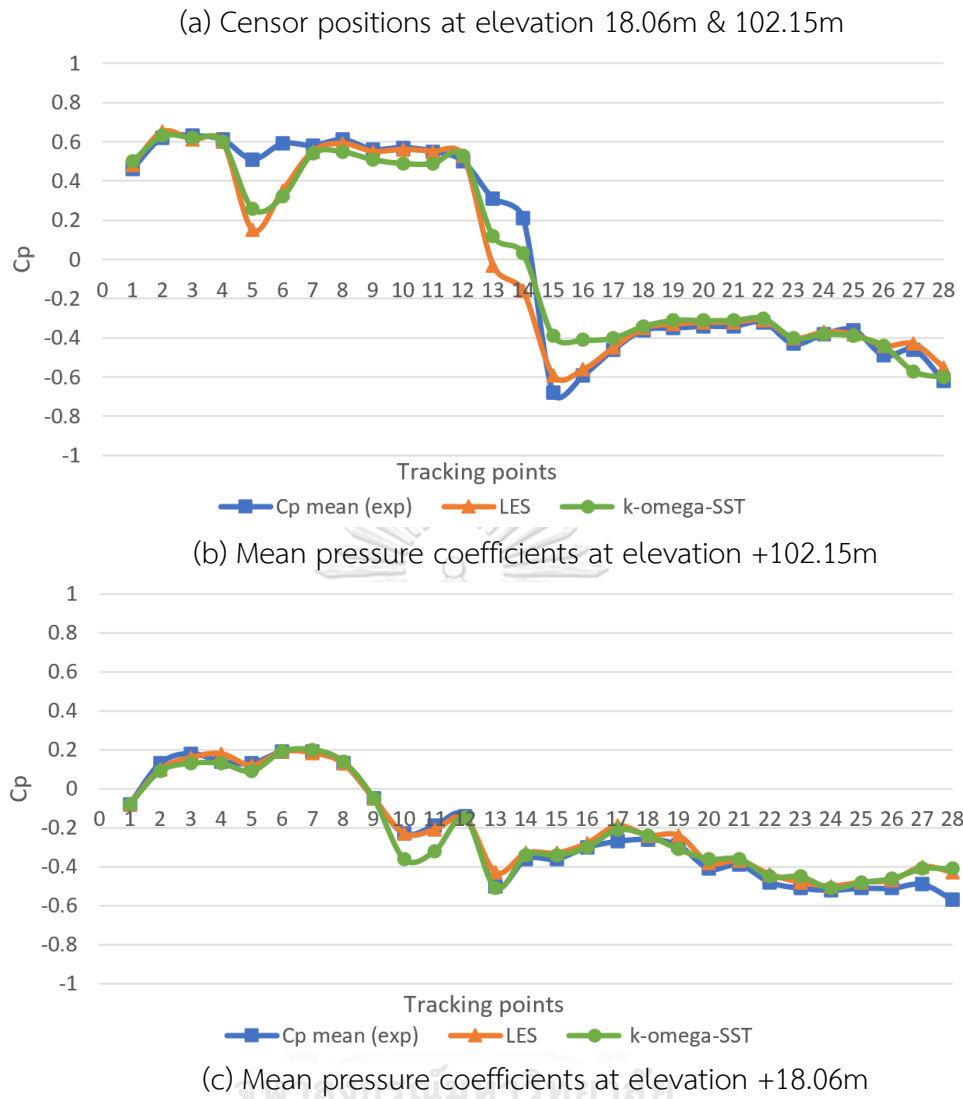 (a) Censor positions at elevation 18.06m & 102.15m
1
0.8
0.6
0.4
0.2
0
-0.2
-0.4
-0.6
-0.8
-1
Cp
0 1 2 3 4 5 6 7 8 9 10 11 12 13 14 15 16 17 18 19 20 21 22 23 24 25 26 27 28
Tracking points
Cp mean (exp) LES k-omega-SST
(b) Mean pressure coefficients at elevation +102.15m
1
0.8
0.6
0.4
0.2
0
-0.2
-0.4
-0.6
-0.8
-1
Cp
0 1 2 3 4 5 6 7 8 9 10 11 12 13 14 15 16 17 18 19 20 21 22 23 24 25 26 27 28
Tracking points
Cp mean (exp) LES k-omega-SST
(c) Mean pressure coefficients at elevation +18.06m